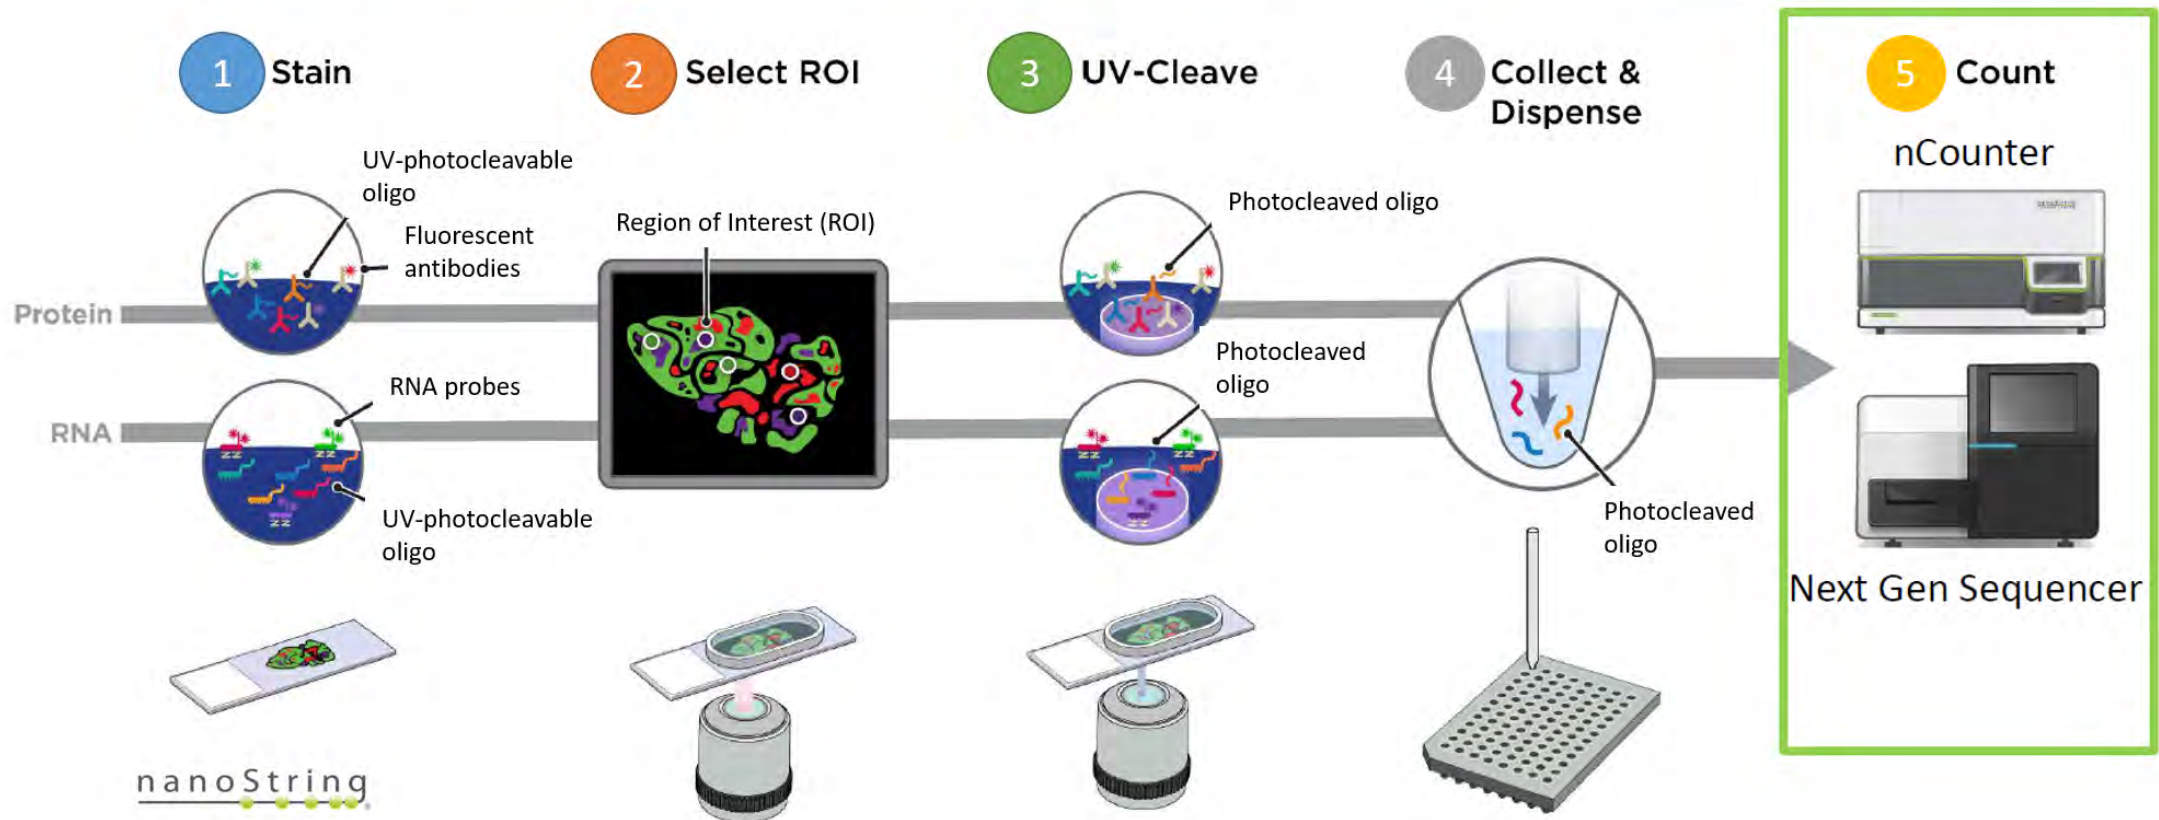 1 Stain
2 Select ROI
3 UV-Cleave
4 Collect &
Dispense
5 Count
UV-photocleavable
oligo
Fluorescent
antibodies
Region of Interest (ROI)
Photocleaved oligo
nCounter
Protein
RNA probes
RNA
Photocleaved
oligo
UV-photocleavable
oligo
Photocleaved
oligo
Next Gen Sequencer
nanoString